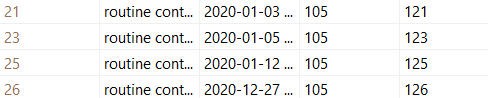 21 routine cont... 2020-01-03 ... 105 121
23 routine cont... 2020-01-05 ... 105 123
25 routine cont... 2020-01-12 ... 105 125
26 routine cont... 2020-12-27 ... 105 126